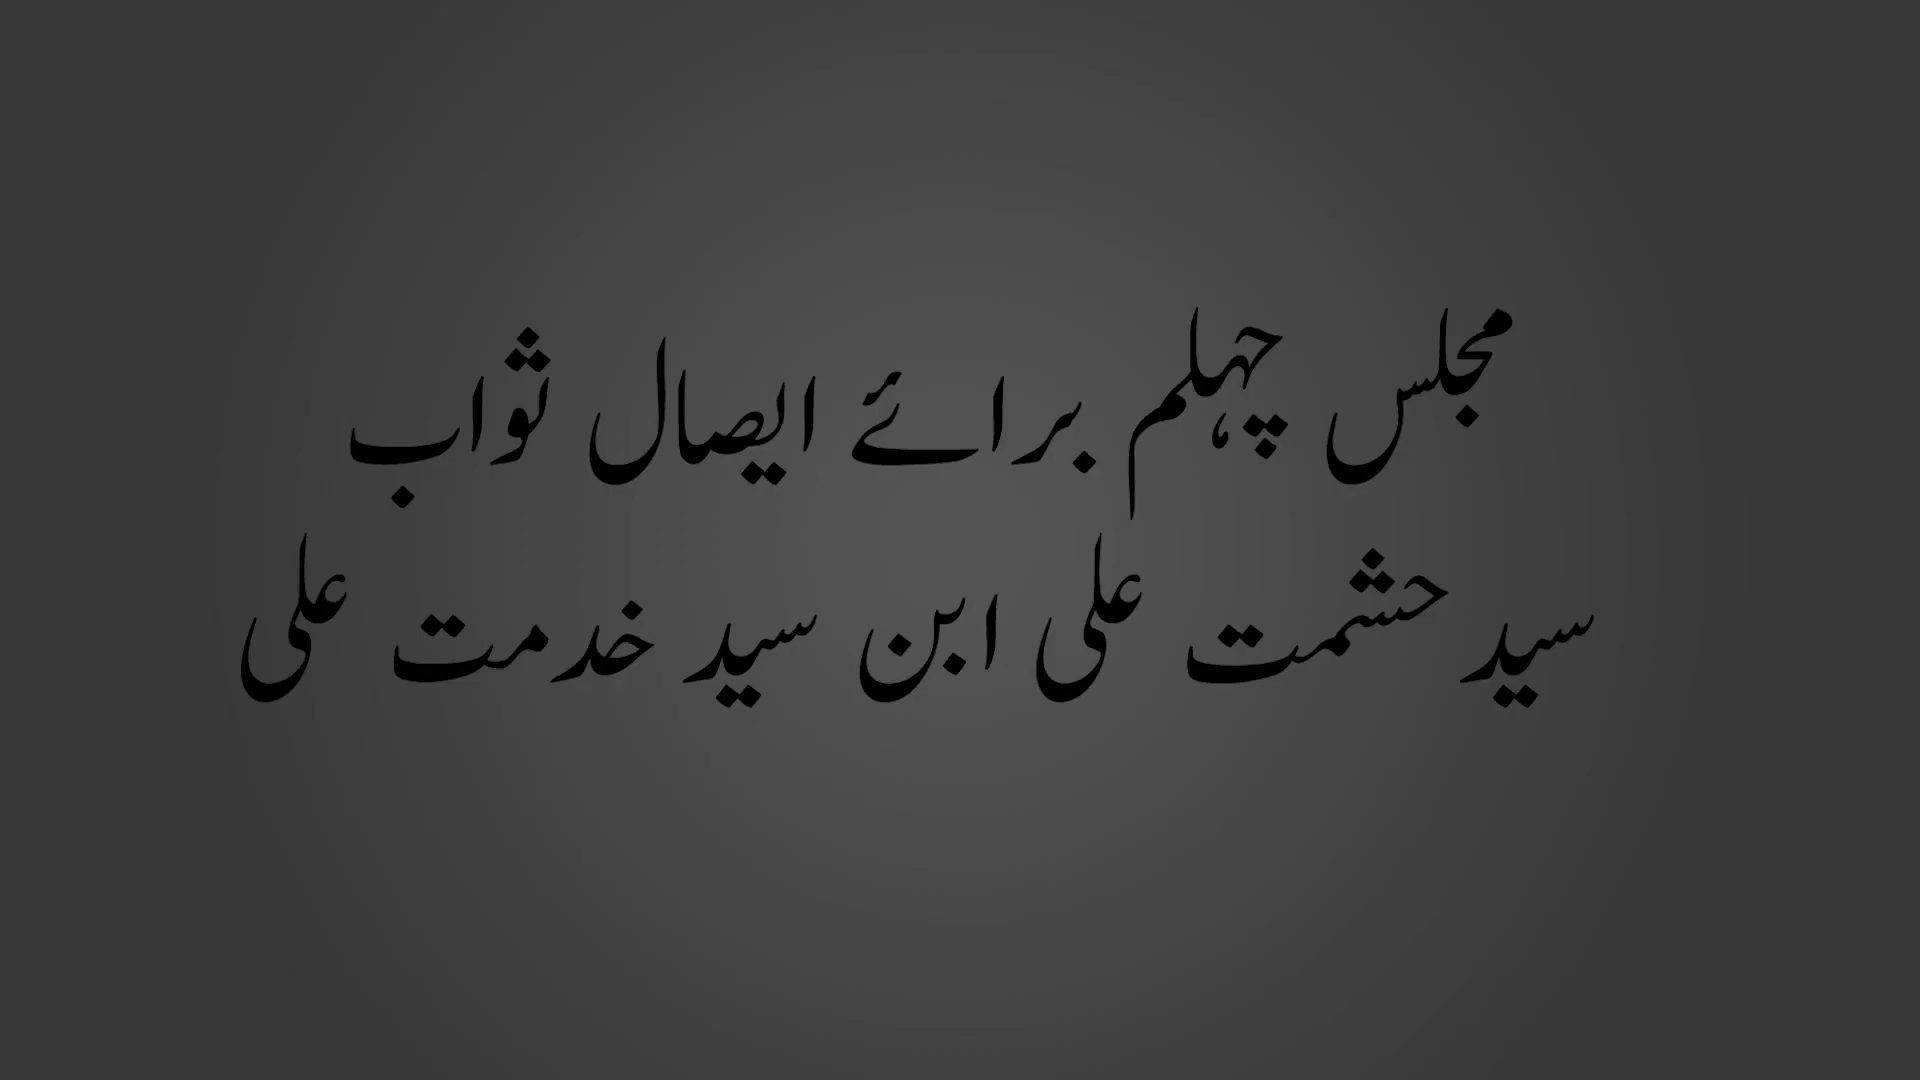 مجلس چہلم برائے ایصال ثواب
سید حشمت علی ابن سید خدمت علی